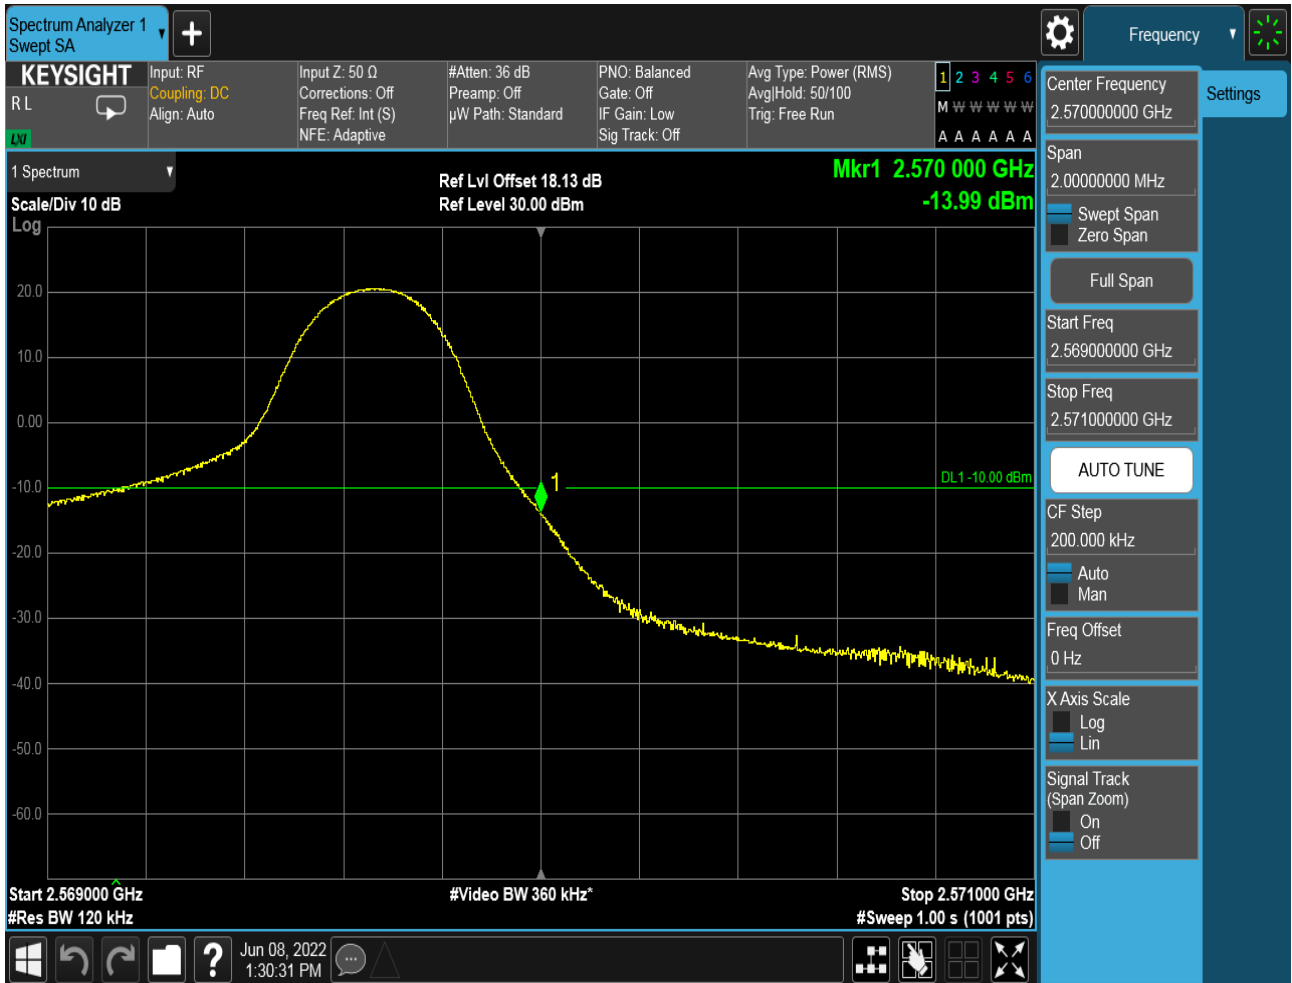 Spectrum Analyzer 1
Swept SA
Frequency
KEYSIGHT
R L
LXI
Input: RF
Coupling: DC
Align: Auto
Input Z: 50 Ω
Corrections: Off
Freq Ref: Int (S)
NFE: Adaptive
#Atten: 36 dB
Preamp: Off
µW Path: Standard
PNO: Balanced
Gate: Off
IF Gain: Low
Sig Track: Off
Avg Type: Power (RMS)
Avg|Hold: 50/100
Trig: Free Run
1 2 3 4 5 6
M W W W W W
A A A A A A
1 Spectrum
Scale/Div 10 dB
Log
Ref Lvl Offset 18.13 dB
Ref Level 30.00 dBm
Mkr1 2.570 000 GHz
-13.99 dBm
20.0
10.0
0.00
-10.0
-20.0
-30.0
-40.0
-50.0
-60.0
1
DL1 -10.00 dBm
Start 2.569000 GHz
#Res BW 120 kHz
#Video BW 360 kHz*
Stop 2.571000 GHz
#Sweep 1.00 s (1001 pts)
?
Jun 08, 2022
1:30:31 PM
Center Frequency
2.570000000 GHz
Settings
Span
2.00000000 MHz
Swept Span
Zero Span
Full Span
Start Freq
2.569000000 GHz
Stop Freq
2.571000000 GHz
AUTO TUNE
CF Step
200.000 kHz
Auto
Man
Freq Offset
0 Hz
X Axis Scale
Log
Lin
Signal Track
(Span Zoom)
On
Off